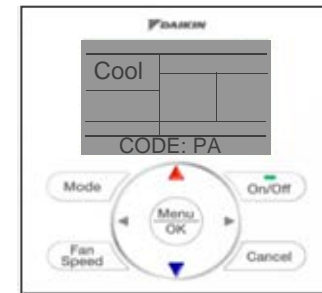 DAIKIN
Cool
CODE: PA
Mode
On/Off
Menu
OK
Fan
Speed
Cancel